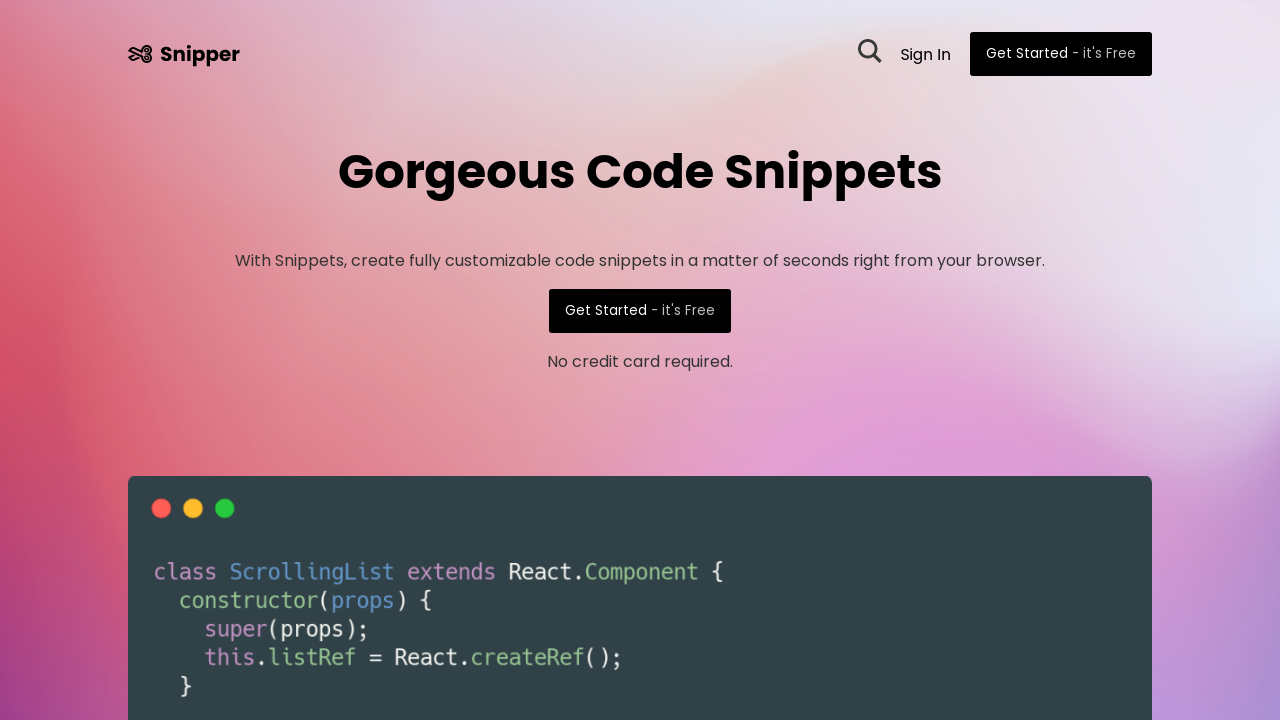 Snipper
Sign In
Get Started - it's Free
Gorgeous Code Snippets
With Snippets, create fully customizable code snippets in a matter of seconds right from your browser.
Get Started - it's Free
No credit card required.
class ScrollingList extends React.Component {
  constructor(props) {
    super(props);
    this.listRef = React.createRef();
  }